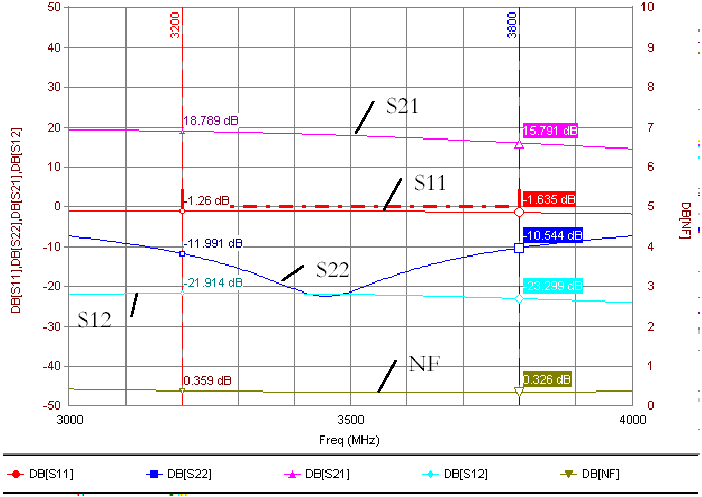 3200
3800
50
40
30
20
10
0
-10
-20
-30
-40
-50
10
9
8
7
6
5
4
3
2
1
0
DB[S11],DB[S22],DB[S21],DB[S12]
DB[NF]
S21
18.789 dB
15.791 dB
S11
-1.26 dB
-1.635 dB
-11.991 dB
-10.544 dB
S22
-21.914 dB
-23.299 dB
S12
NF
0.359 dB
0.326 dB
3000
3500
4000
Freq (MHz)
DB[S11]
DB[S22]
DB[S21]
DB[S12]
DB[NF]